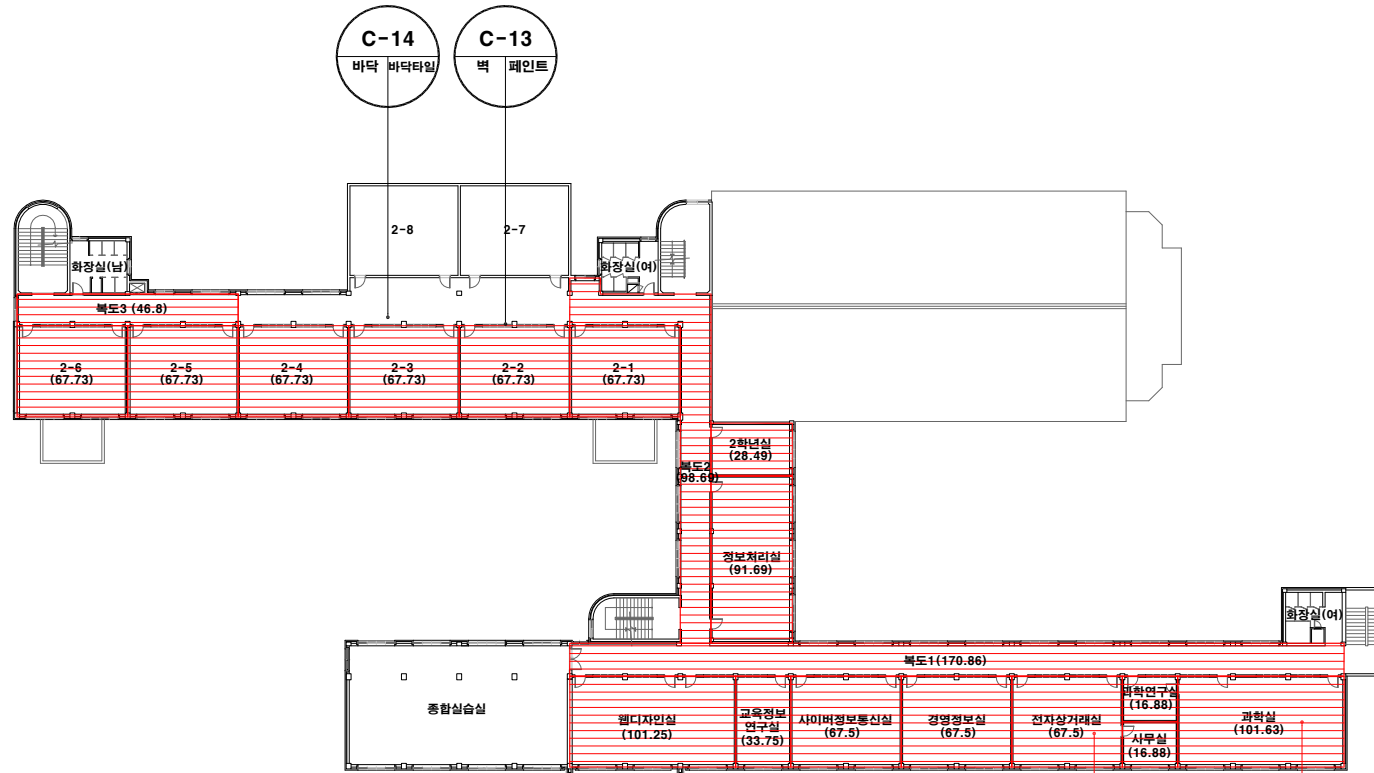 C-14
바닥 바닥타일
C-13
벽 페인트
2-8
2-7
화장실(남)
화장실(여)
복도3 (46.8)
2-6
(67.73)
2-5
(67.73)
2-4
(67.73)
2-3
(67.73)
2-2
(67.73)
2-1
(67.73)
2학년실
(28.49)
복도2
(98.69)
정보처리실
(91.69)
화장실(여)
복도1(170.86)
종합실습실
웹디자인실
(101.25)
교육정보
연구실
(33.75)
사이버정보통신실
(67.5)
경영정보실
(67.5)
전자상거래실
(67.5)
과학연구실
(16.88)
사무실
(16.88)
과학실
(101.63)